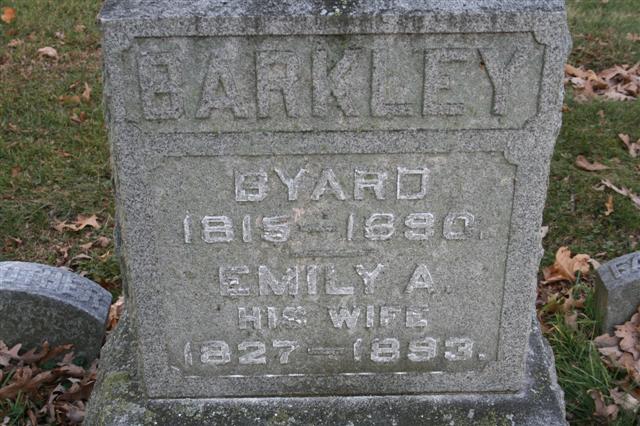 BARKLEY
BYARD
1815 — 1890.
EMILY A.
HIS WIFE
1827 — 1893.